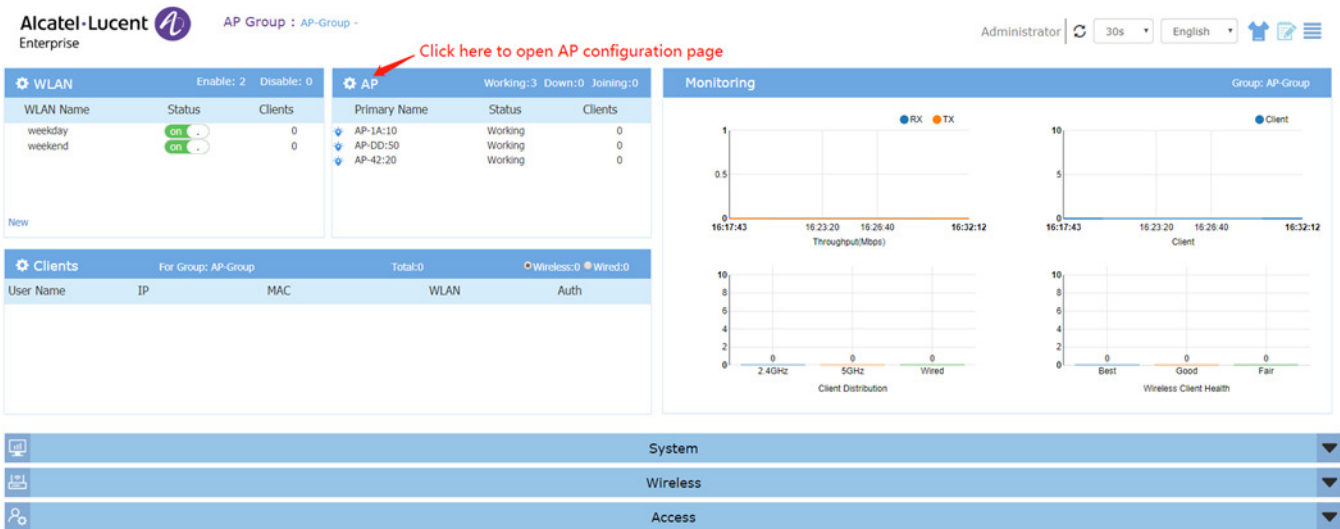 Alcatel·Lucent
Enterprise
AP Group : AP-Group -
Administrator 30s English
Click here to open AP configuration page
WLAN Enable: 2 Disable: 0
WLAN Name Status Clients
weekday on 0
weekend on 0
New
AP Working:3 Down:0 Joining:0
Primary Name Status Clients
AP-1A:10 Working 0
AP-DD:50 Working 0
AP-42:20 Working 0
Clients For Group: AP-Group Total:0 Wireless:0 Wired:0
User Name IP MAC WLAN Auth
Monitoring Group: AP-Group
RX TX
1
0.5
0
16:17:43 16:23:20 16:26:40 16:32:12
Throughput(Mbps)
Client
10
5
0
16:17:43 16:23:20 16:26:40 16:32:12
Client
10
8
6
4
2
0
0 0 0
2.4GHz 5GHz Wired
Client Distribution
10
8
6
4
2
0
0 0 0
Best Good Fair
Wireless Client Health
System
Wireless
Access